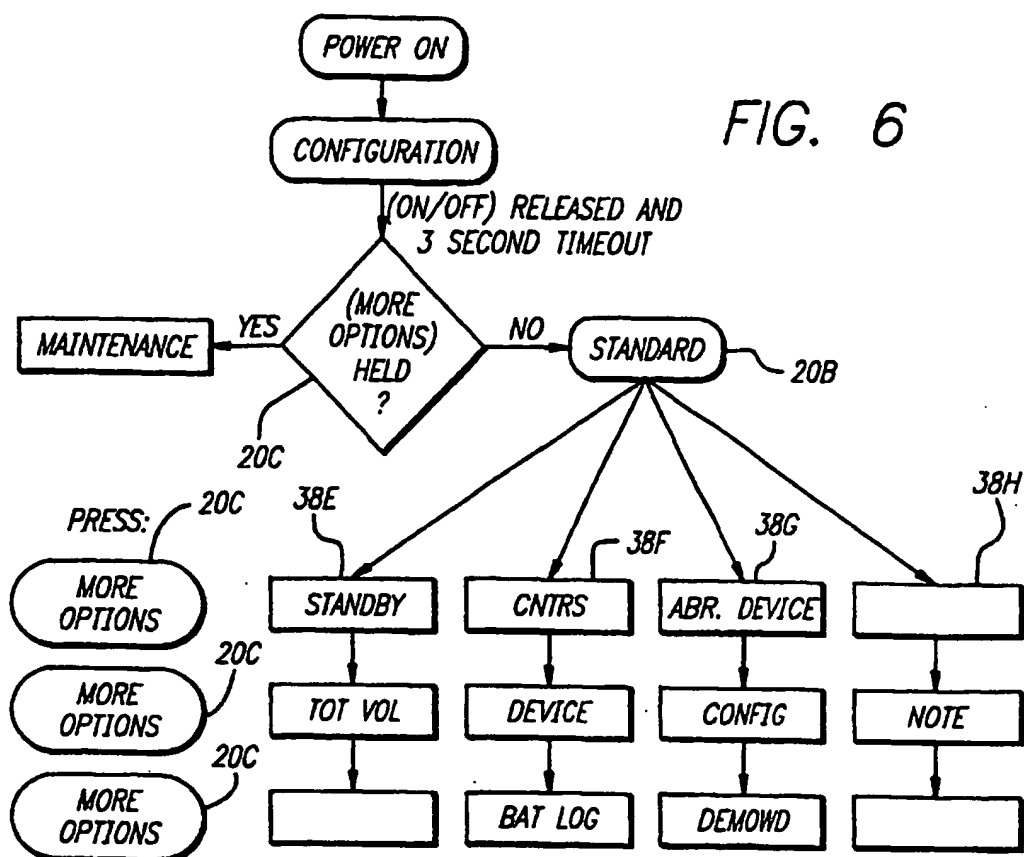 POWER ON
FIG. 6
CONFIGURATION
(ON/OFF) RELEASED AND
3 SECOND TIMEOUT
(MORE
OPTIONS)
HELD
?
YES
NO
MAINTENANCE
STANDARD
20B
20C
PRESS:
20C
38E
38F
38G
38H
MORE
OPTIONS
STANDBY
CNTRS
ABR. DEVICE
20C
MORE
OPTIONS
TOT VOL
DEVICE
CONFIG
NOTE
20C
MORE
OPTIONS
BAT LOG
DEMOWD